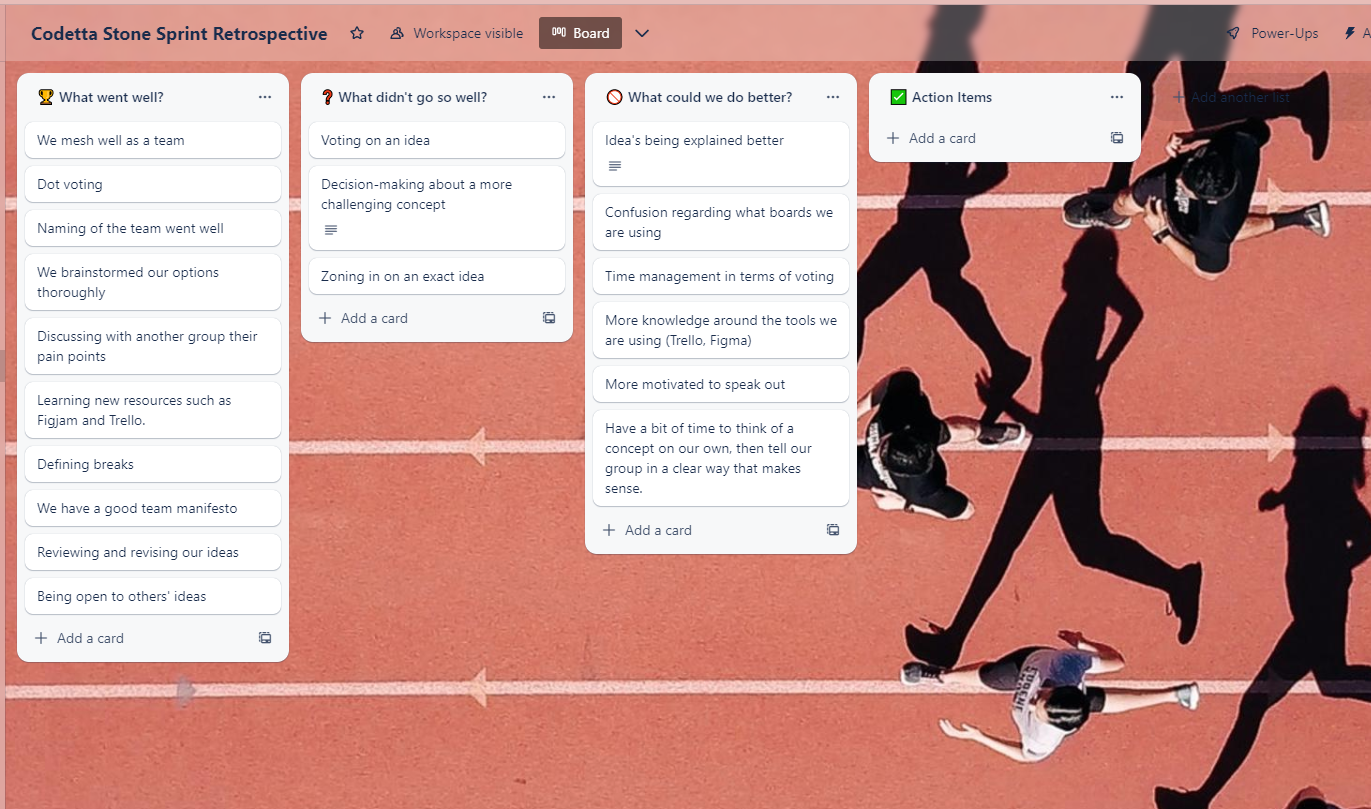 Codetta Stone Sprint Retrospective
Workspace visible
Board
Power-Ups
What went well?
We mesh well as a team
Dot voting
Naming of the team went well
We brainstormed our options
thoroughly
Discussing with another group their
pain points
Learning new resources such as
Figjam and Trello.
Defining breaks
We have a good team manifesto
Reviewing and revising our ideas
Being open to others' ideas
Add a card
What didn't go so well?
Voting on an idea
Decision-making about a more
challenging concept
Zoning in on an exact idea
Add a card
What could we do better?
Idea's being explained better
Confusion regarding what boards we
are using
Time management in terms of voting
More knowledge around the tools we
are using (Trello, Figma)
More motivated to speak out
Have a bit of time to think of a
concept on our own, then tell our
group in a clear way that makes
sense.
Add a card
Action Items
Add a card
Add another list